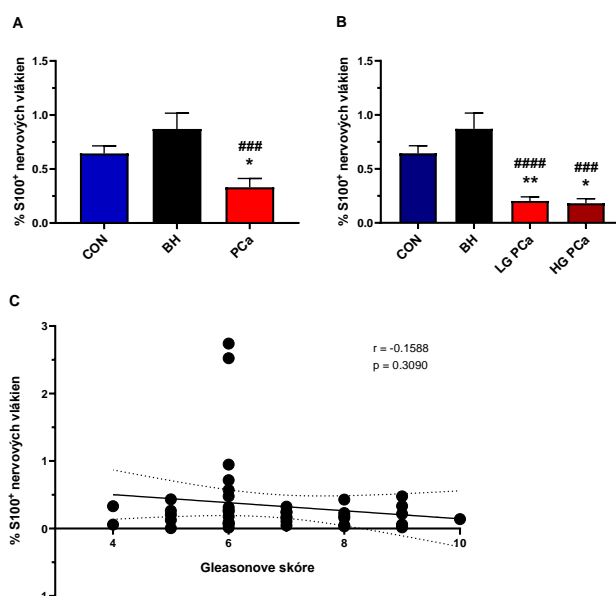 A
% S100+ nervových vlákien
1.5
1.0
0.5
0.0
###
*
CON
BH
PCa
B
% S100+ nervových vlákien
1.5
1.0
0.5
0.0
####
**
###
*
CON
BH
LG PCa
HG PCa
C
% S100+ nervových vlákien
3
2
1
0
1
r = -0.1588
p = 0.3090
4
6
8
10
Gleasonove skóre